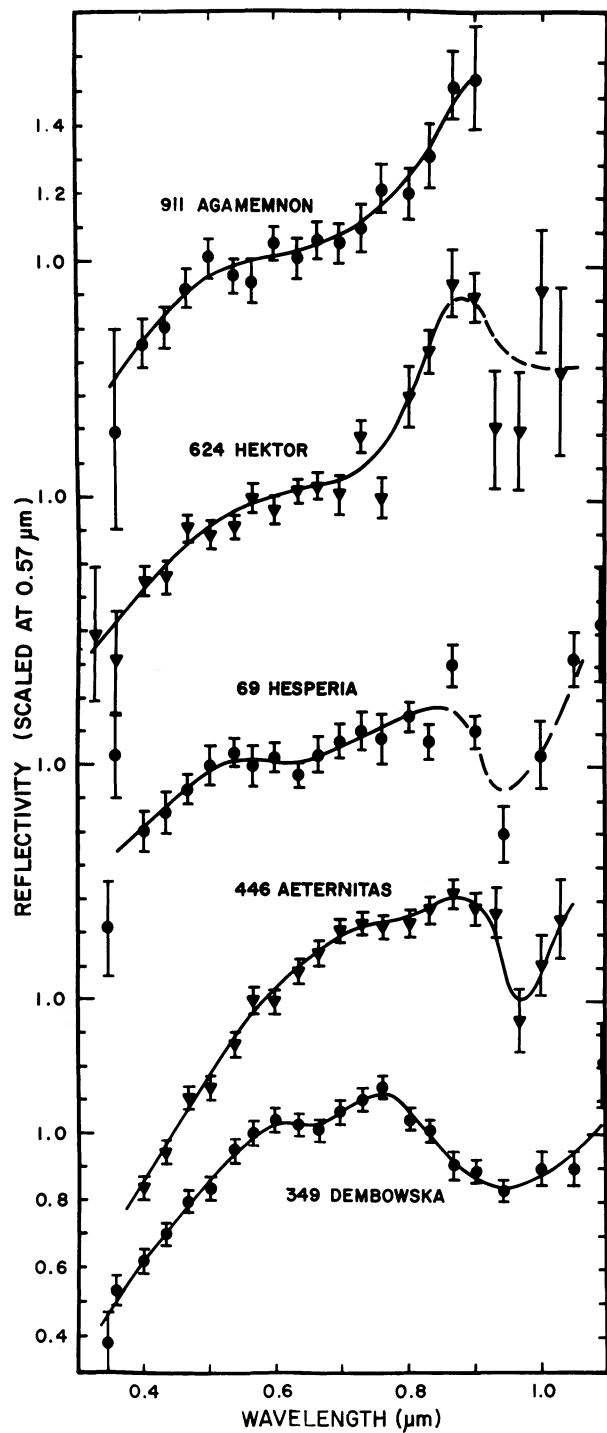 1.4
1.2
911 AGAMEMNON
1.0
624 HEKTOR
1.0
69 HESPERIA
1.0
446 AETERNITAS
1.0
1.0
349 DEMBOWSKA
0.8
0.6
0.4
REFLECTIVITY (SCALED AT 0.57 μm)
0.4 0.6 0.8 1.0
WAVELENGTH (μm)